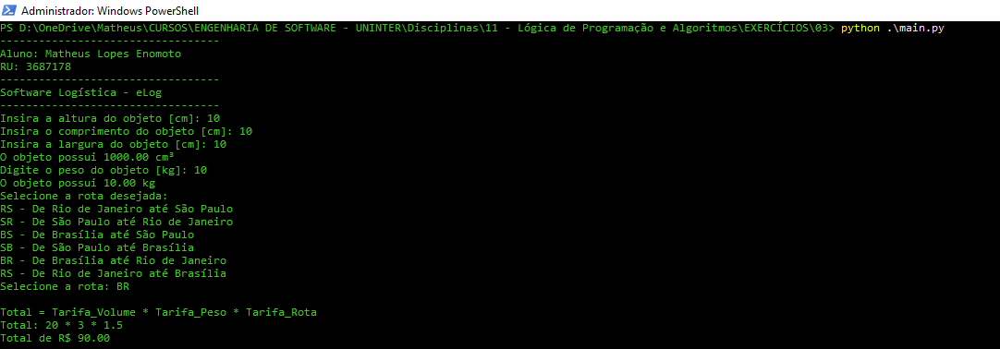 Administrador: Windows PowerShell
PS D:\OneDrive\Matheus\CURSOS\ENGENHARIA DE SOFTWARE - UNINTER\Disciplinas\11 - Lógica de Programação e Algoritmos\EXERCÍCIOS\03> python .\main.py
----------------------------------
Aluno: Matheus Lopes Enomoto
RU: 3687178
----------------------------------
Software Logística - eLog
----------------------------------
Insira a altura do objeto [cm]: 10
Insira o comprimento do objeto [cm]: 10
Insira a largura do objeto [cm]: 10
O objeto possui 1000.00 cm³
Digite o peso do objeto [kg]: 10
O objeto possui 10.00 kg
Selecione a rota desejada:
RS - De Rio de Janeiro até São Paulo
SR - De São Paulo até Rio de Janeiro
BS - De Brasília até São Paulo
SB - De São Paulo até Brasília
BR - De Brasília até Rio de Janeiro
RS - De Rio de Janeiro até Brasília
Selecione a rota: BR
Total = Tarifa_Volume * Tarifa_Peso * Tarifa_Rota
Total: 20 * 3 * 1.5
Total de R$ 90.00